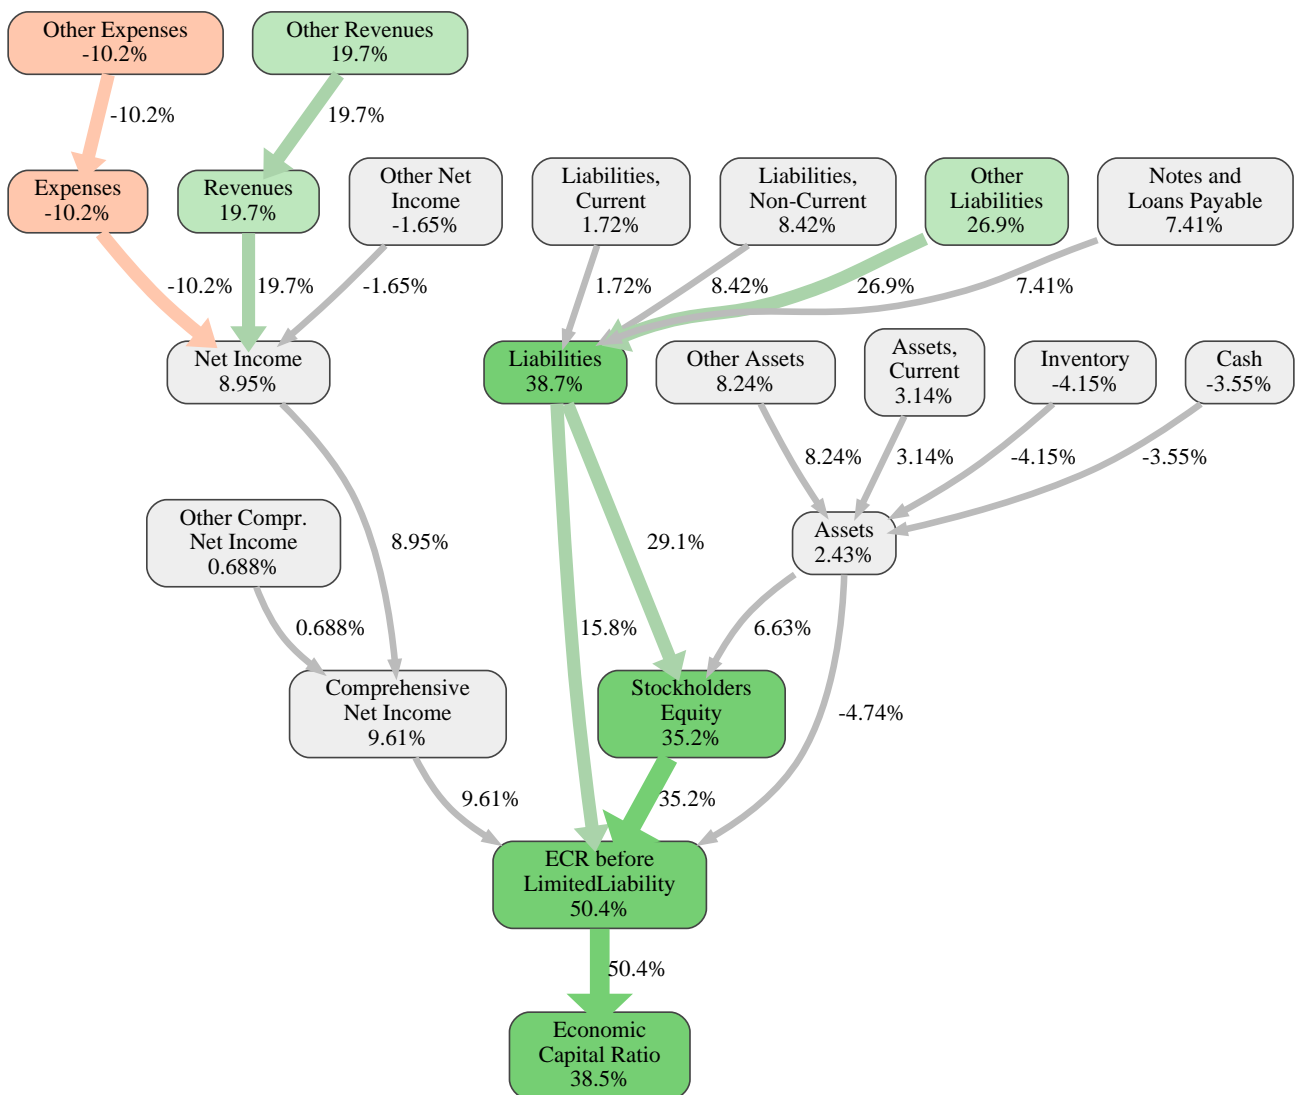 Other Expenses
-10.2%
Other Revenues
19.7%
-10.2%
19.7%
Expenses
-10.2%
Revenues
19.7%
Other Net
Income
-1.65%
Liabilities,
Current
1.72%
Liabilities,
Non-Current
8.42%
Other
Liabilities
26.9%
Notes and
Loans Payable
7.41%
-10.2%
19.7%
-1.65%
1.72%
8.42%
26.9%
7.41%
Net Income
8.95%
Liabilities
38.7%
Other Assets
8.24%
Assets,
Current
3.14%
Inventory
-4.15%
Cash
-3.55%
8.24%
3.14%
-4.15%
-3.55%
Other Compr.
Net Income
0.688%
8.95%
29.1%
Assets
2.43%
0.688%
15.8%
6.63%
Comprehensive
Net Income
9.61%
Stockholders
Equity
35.2%
-4.74%
9.61%
35.2%
ECR before
LimitedLiability
50.4%
50.4%
Economic
Capital Ratio
38.5%